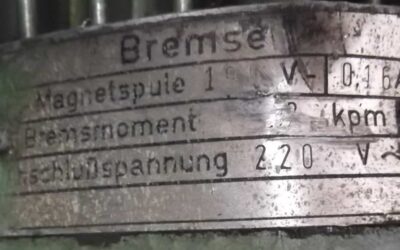 Bremse
Magnetspule 1 V- 0,16A
Bremsmoment kpm
schlußspannung 220 V~